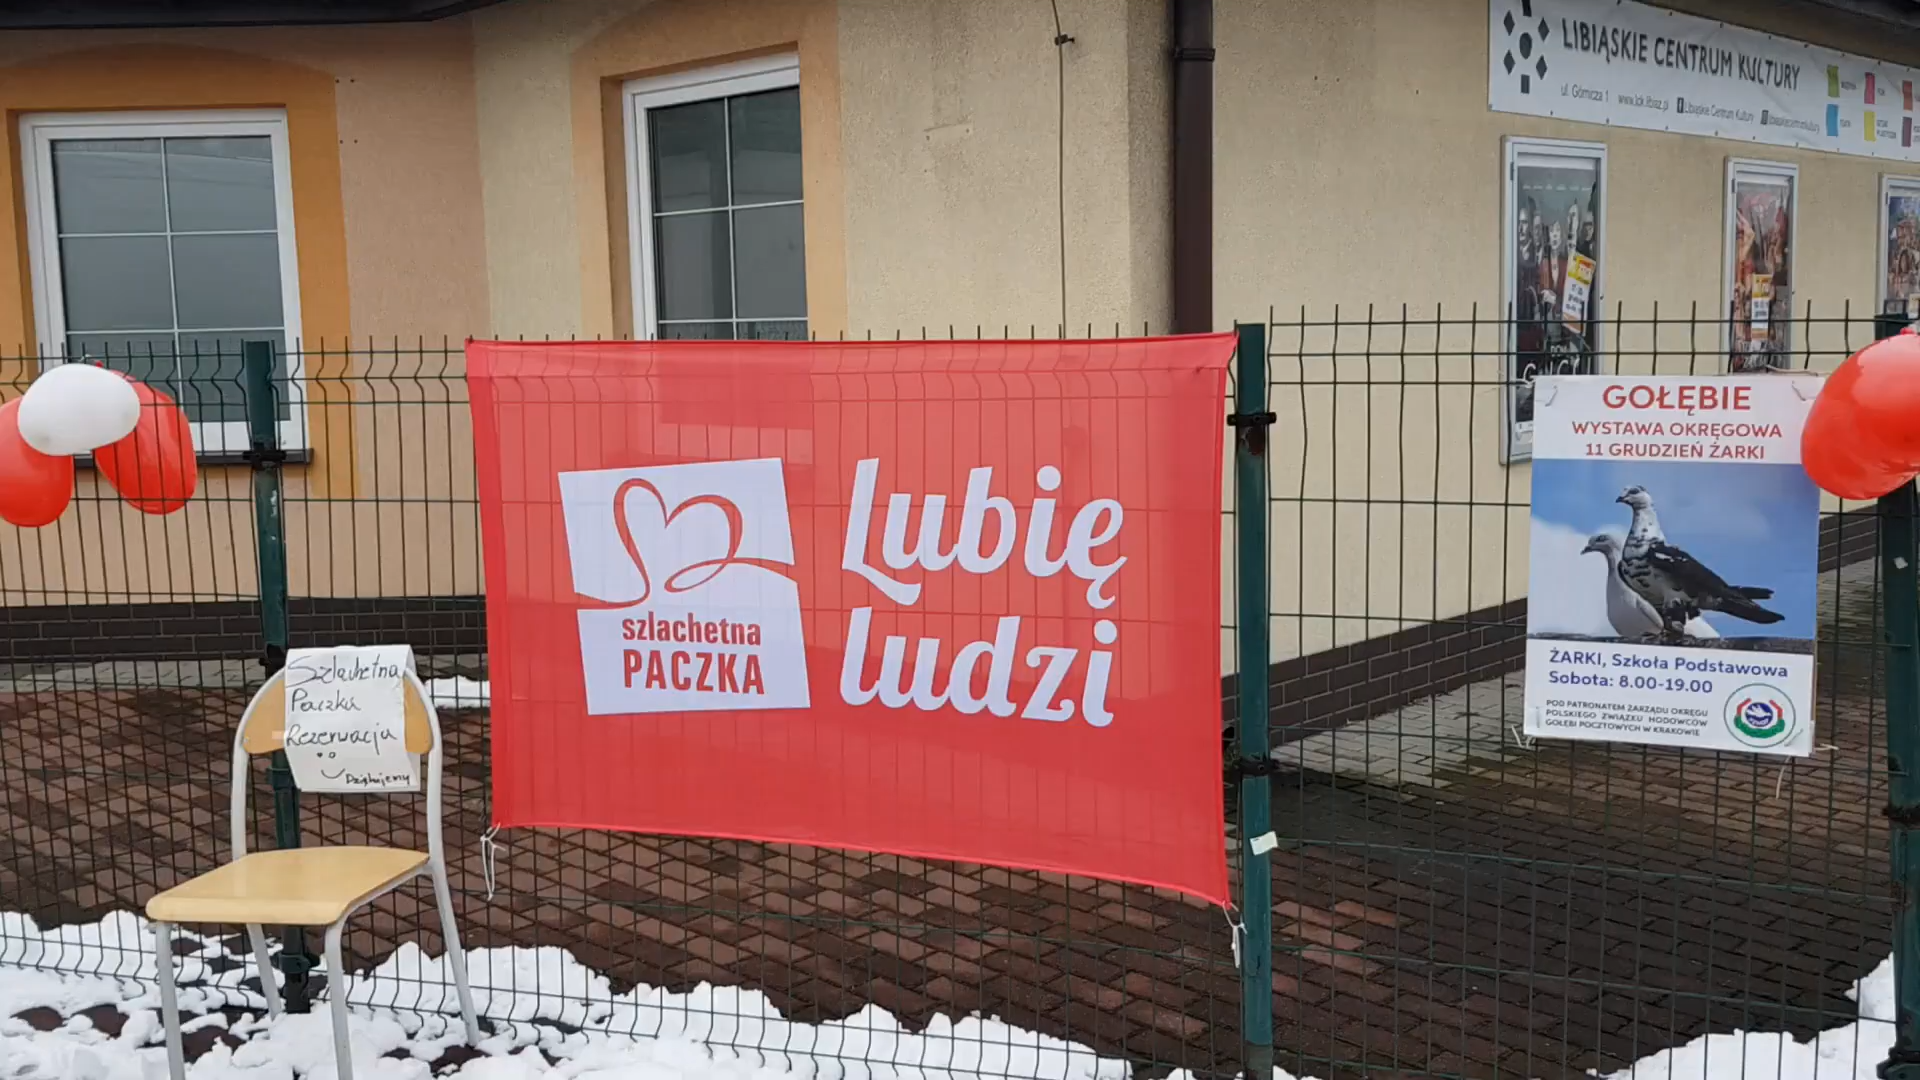 LIBIĄSKIE CENTRUM KULTURY
ul. Górnicza 1 www.lck.libiaz.pl Libiąskie Centrum Kultury libiaskiecentrumkultury
GOŁĘBIE
WYSTAWA OKRĘGOWA
11 GRUDZIEŃ ŻARKI
Lubię
ludzi
szlachetna
PACZKA
Szlachetna
Paczka
Rezerwacja
Dziękujemy
ŻARKI, Szkoła Podstawowa
Sobota: 8.00-19.00
POD PATRONATEM ZARZĄDU OKRĘGU
POLSKIEGO ZWIĄZKU HODOWCÓW
GOŁĘBI POCZTOWYCH W KRAKOWIE